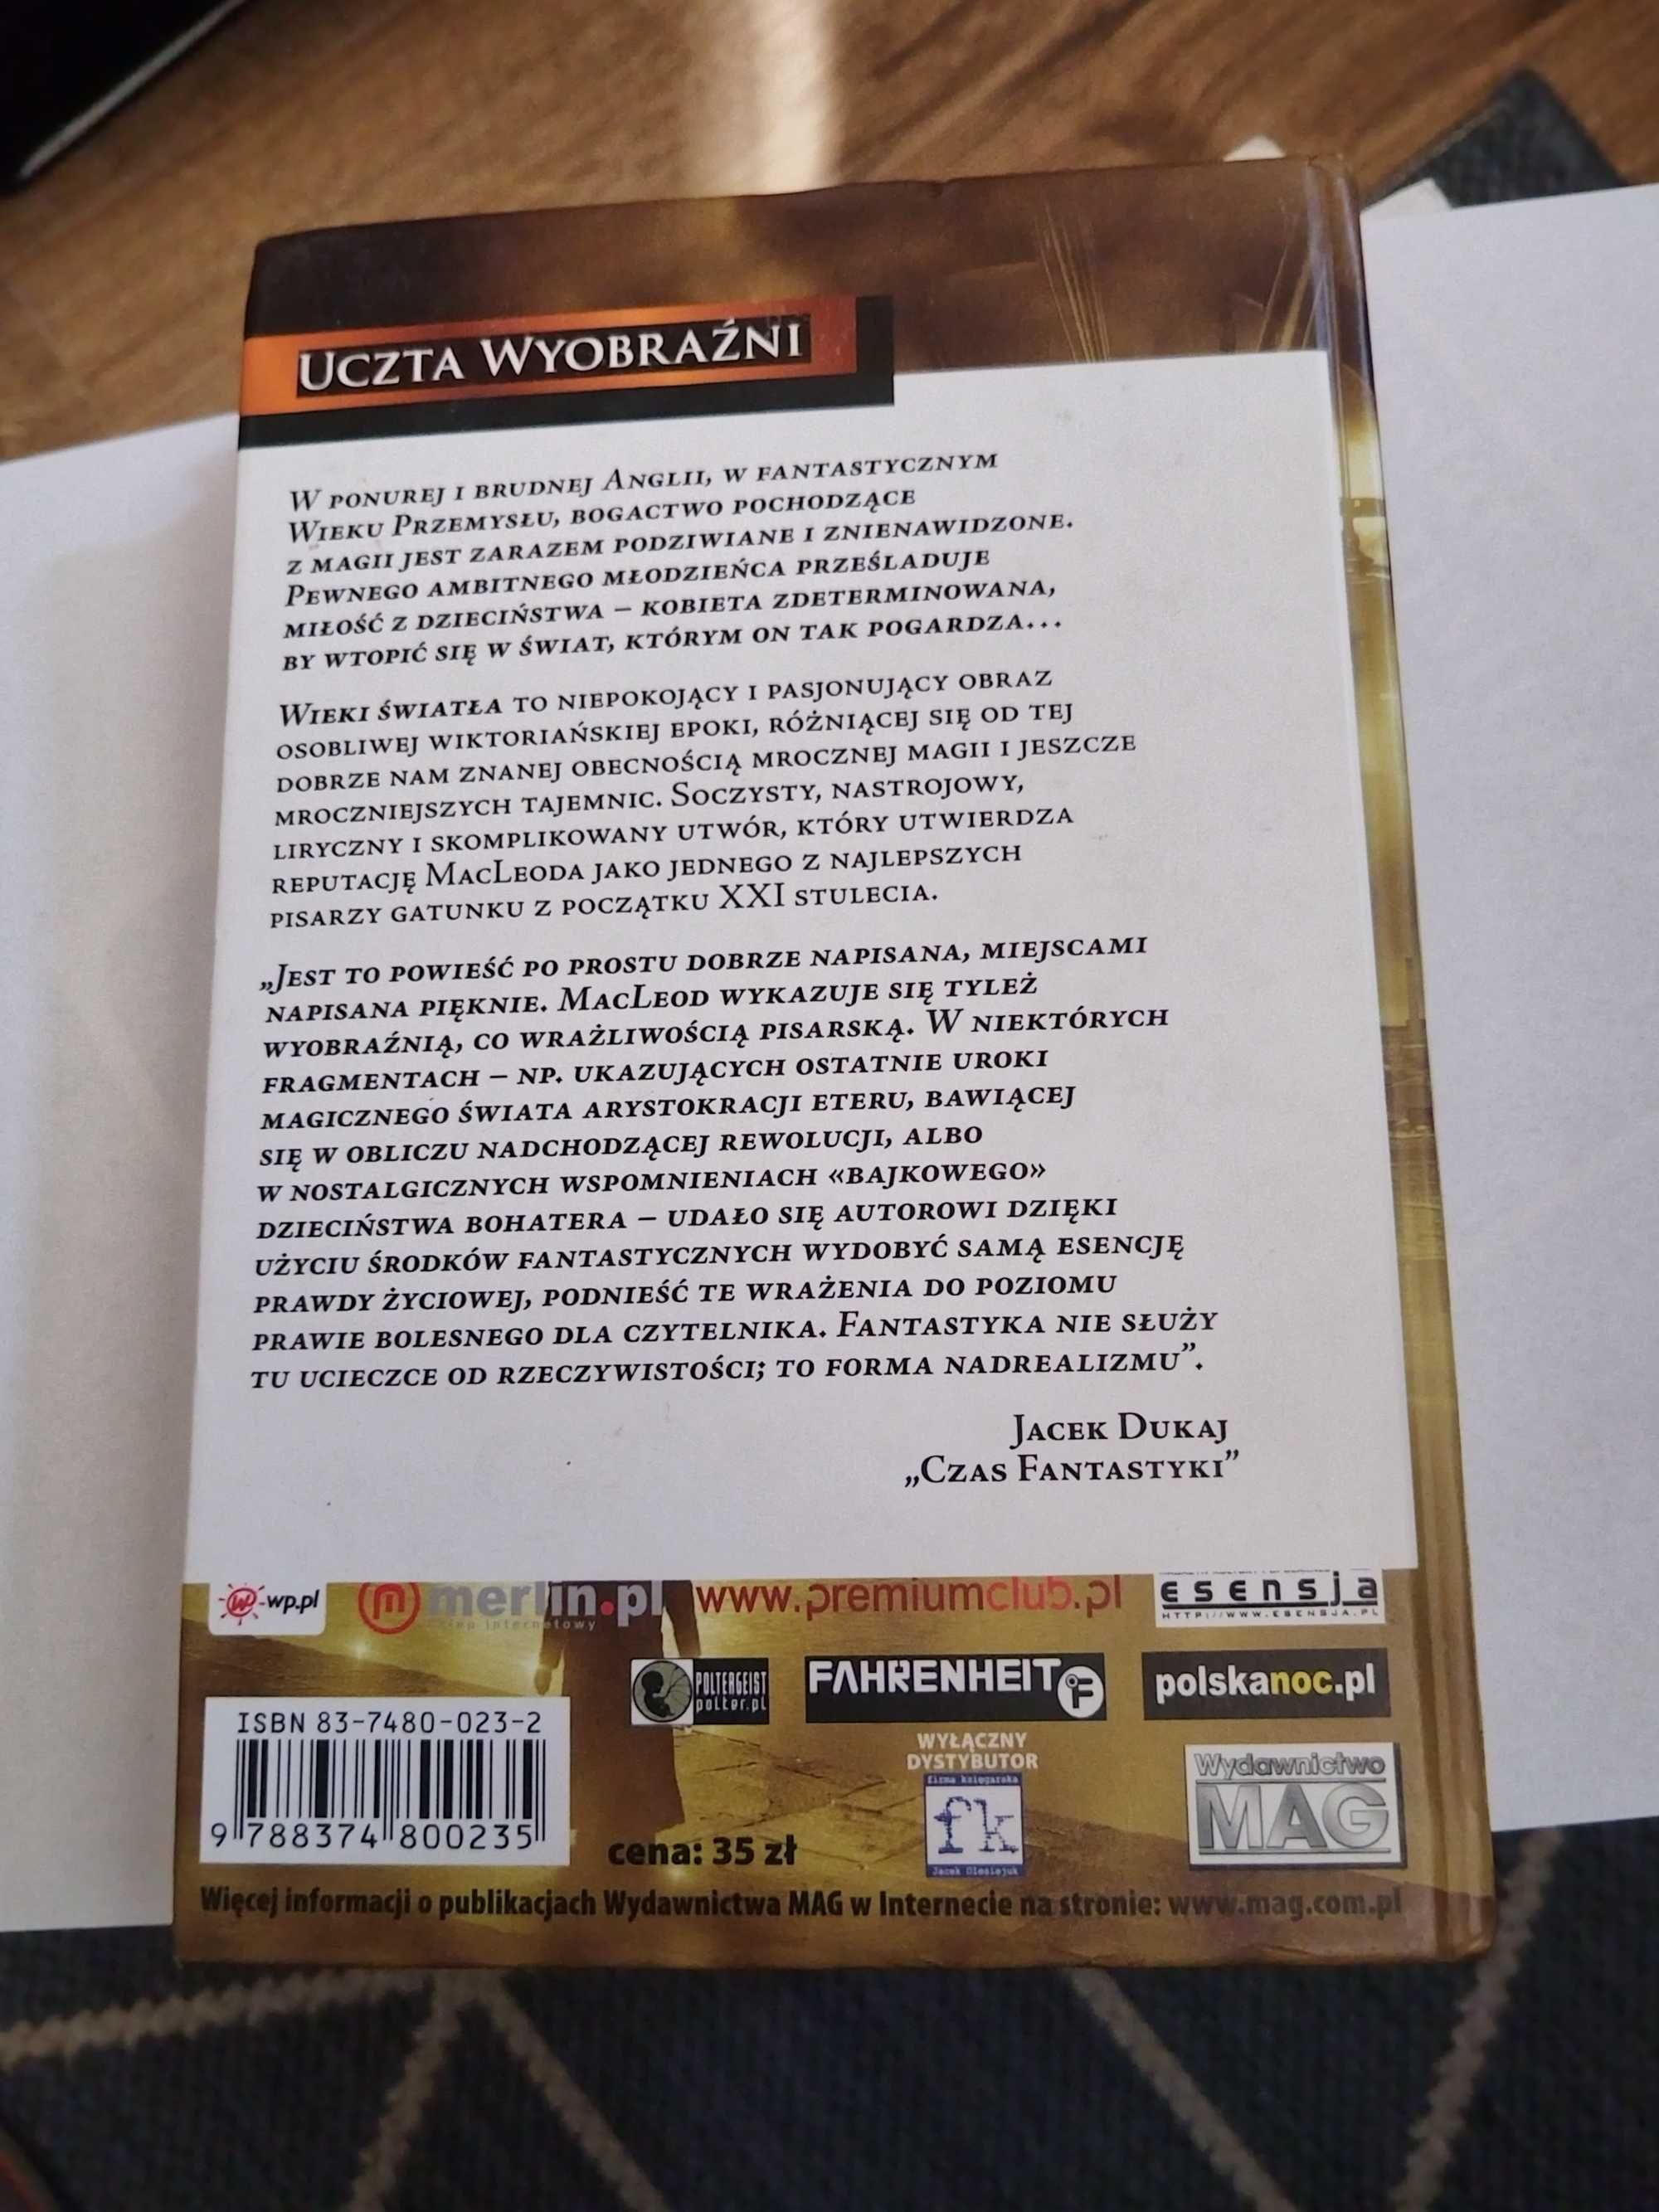 UCZTA WYOBRAŹNI
W PONUREJ I BRUDNEJ ANGLII, W FANTASTYCZNYM
WIEKU PRZEMYSŁU, BOGACTWO POCHODZĄCE
Z MAGII JEST ZARAZEM PODZIWIANE I ZNIENAWIDZONE.
PEWNEGO AMBITNEGO MŁODZIEŃCA PRZEŚLADUJE
MIŁOŚĆ Z DZIECIŃSTWA – KOBIETA ZDETERMINOWANA,
BY WTOPIĆ SIĘ W ŚWIAT, KTÓRYM ON TAK POGARDZA...
WIEKI ŚWIATŁA TO NIEPOKOJĄCY I PASJONUJĄCY OBRAZ
OSOBLIWEJ WIKTORIAŃSKIEJ EPOKI, RÓŻNIĄCEJ SIĘ OD TEJ
DOBRZE NAM ZNANEJ OBECNOŚCIĄ MROCZNEJ MAGII I JESZCZE
MROCZNIEJSZYCH TAJEMNIC. SOCZYSTY, NASTROJOWY,
LIRYCZNY I SKOMPLIKOWANY UTWÓR, KTÓRY UTWIERDZA
REPUTACJĘ MACLEODA JAKO JEDNEGO Z NAJLEPSZYCH
PISARZY GATUNKU Z POCZĄTKU XXI STULECIA.
„JEST TO POWIEŚĆ PO PROSTU DOBRZE NAPISANA, MIEJSCAMI
NAPISANA PIĘKNIE. MACLEOD WYKAZUJE SIĘ TYLEŻ
WYOBRAŹNIĄ, CO WRAŻLIWOŚCIĄ PISARSKĄ. W NIEKTÓRYCH
FRAGMENTACH – NP. UKAZUJĄCYCH OSTATNIE UROKI
MAGICZNEGO ŚWIATA ARYSTOKRACJI ETERU, BAWIĄCEJ
SIĘ W OBLICZU NADCHODZĄCEJ REWOLUCJI, ALBO
W NOSTALGICZNYCH WSPOMNIENIACH «BAJKOWEGO»
DZIECIŃSTWA BOHATERA – UDAŁO SIĘ AUTOROWI DZIĘKI
UŻYCIU ŚRODKÓW FANTASTYCZNYCH WYDOBYĆ SAMĄ ESENCJĘ
PRAWDY ŻYCIOWEJ, PODNIEŚĆ TE WRAŻENIA DO POZIOMU
PRAWIE BOLESNEGO DLA CZYTELNIKA. FANTASTYKA NIE SŁUŻY
TU UCIECZCE OD RZECZYWISTOŚCI; TO FORMA NADREALIZMU”.
JACEK DUKAJ
„CZAS FANTASTYKI”
wp.pl merlin.pl www.premiumclub.pl esensja
sklep internetowy HTTP://WWW.ESENSJA.PL
POLTERGEIST FAHRENHEIT polskanoc.pl
polter.pl
ISBN 83-7480-023-2
WYŁĄCZNY
DYSTYBUTOR
firma księgarska
fk
Jacek Olesiejuk
Wydawnictwo
MAG
9 788374 800235
cena: 35 zł
Więcej informacji o publikacjach Wydawnictwa MAG w Internecie na stronie: www.mag.com.pl